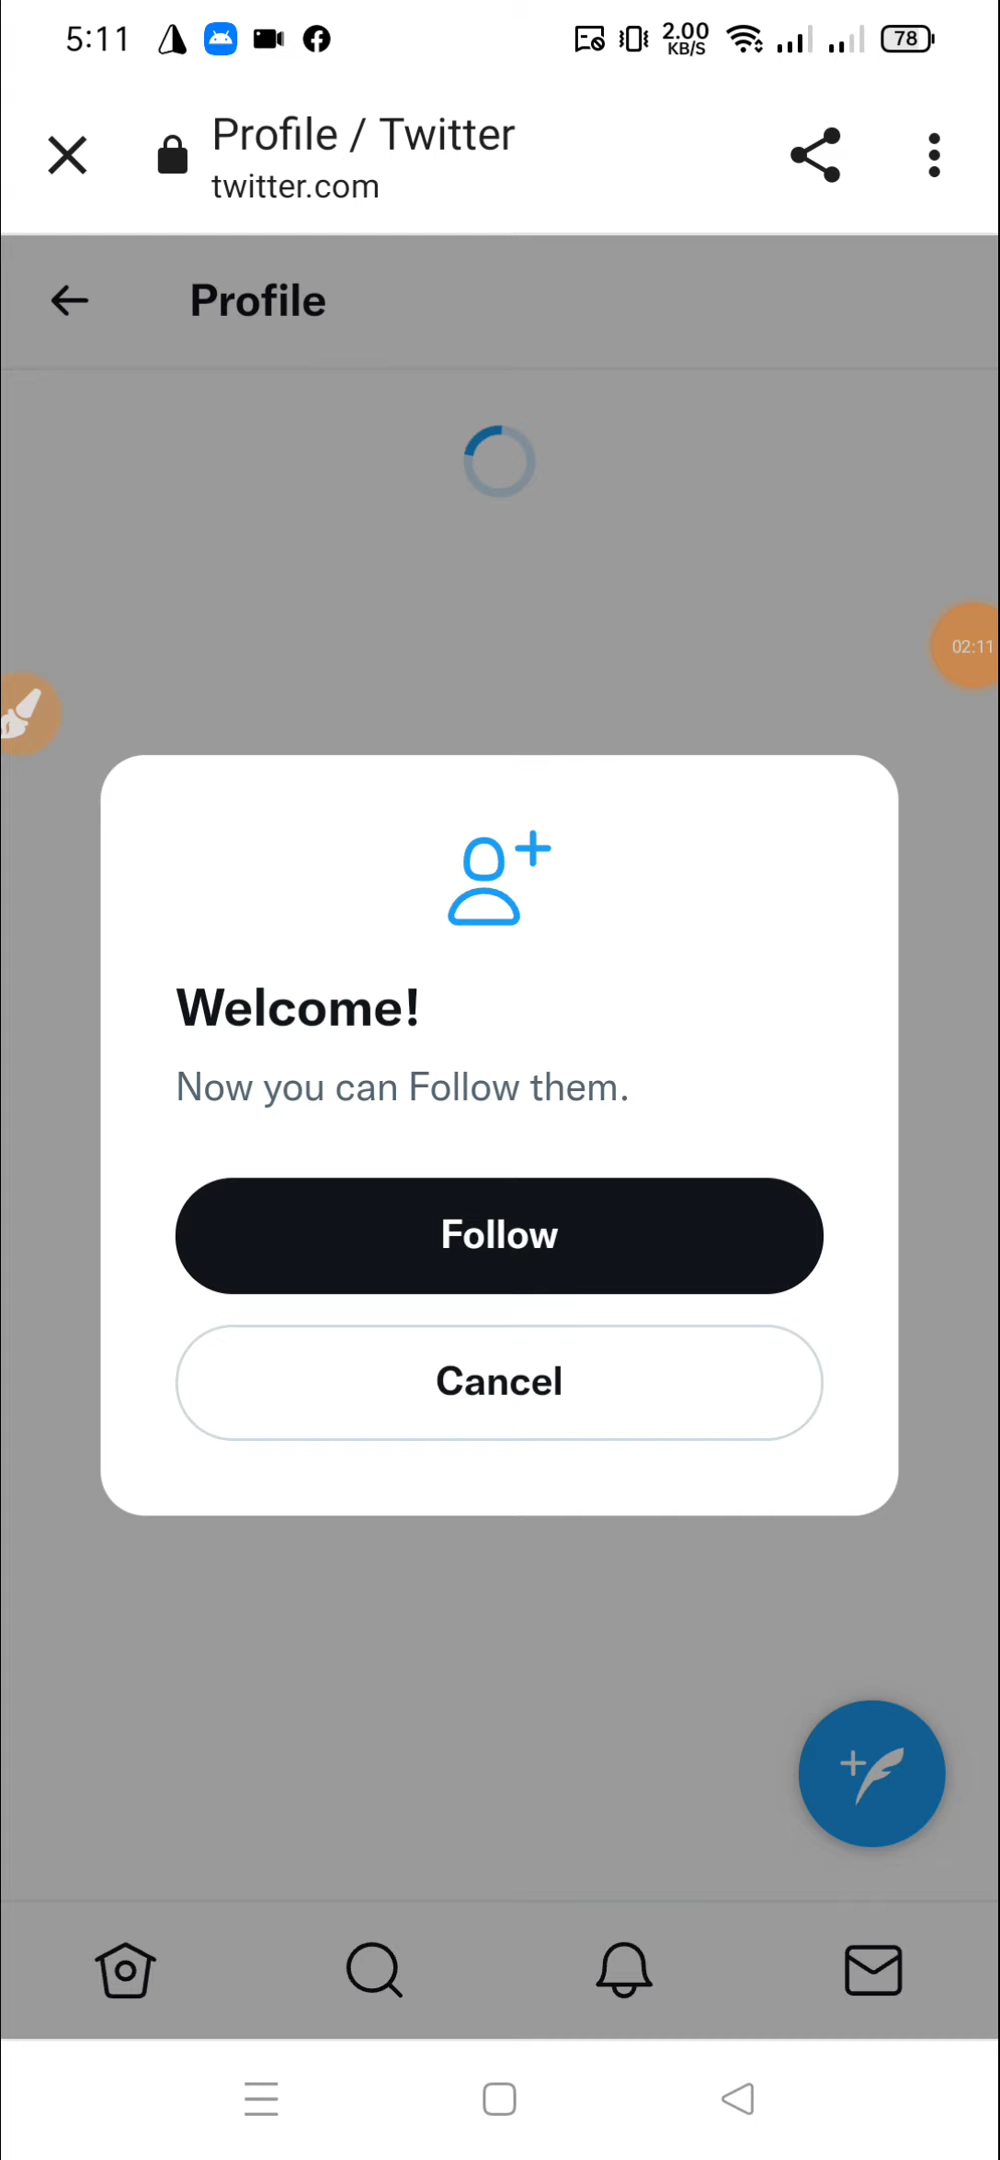 5:11
2.00
KB/S
78
Profile / Twitter
twitter.com
Profile
02:11
Welcome!
Now you can Follow them.
Follow
Cancel